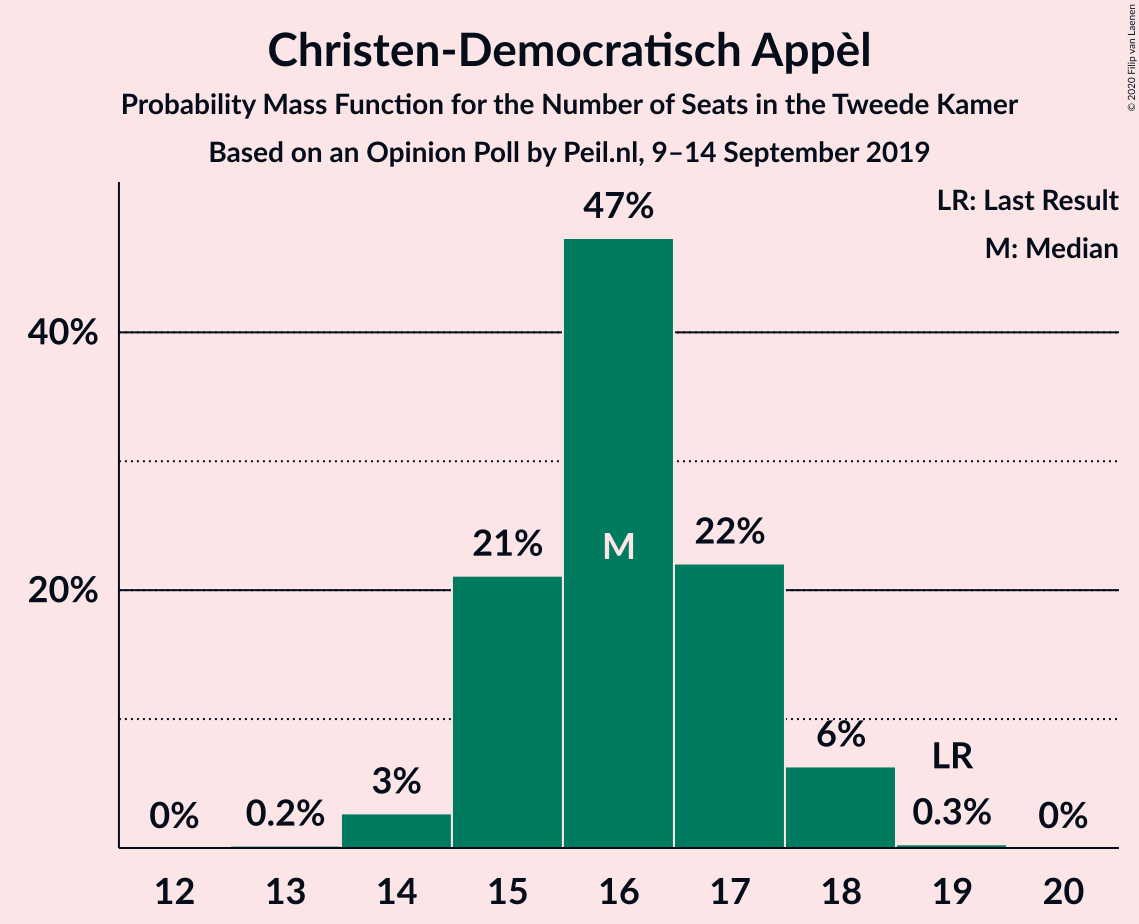 Christen-Democratisch Appèl
Probability Mass Function for the Number of Seats in the Tweede Kamer
Based on an Opinion Poll by Peil.nl, 9–14 September 2019
© 2020 Filip van Laenen
LR: Last Result
M: Median
47%
40%
22%
21%
M
20%
6%
LR
3%
0%
0.2%
0.3%
0%
12 13 14 15 16 17 18 19 20